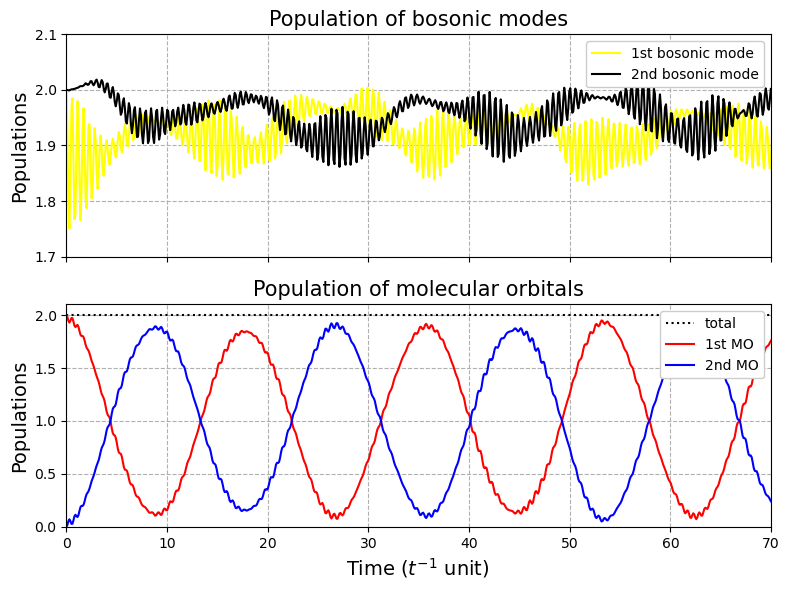 Population of bosonic modes
2.1
2.0
1.9
1.8
1.7
Populations
1st bosonic mode
2nd bosonic mode
Population of molecular orbitals
2.0
1.5
1.0
0.5
0.0
Populations
total
1st MO
2nd MO
0 10 20 30 40 50 60 70
Time (t⁻¹ unit)